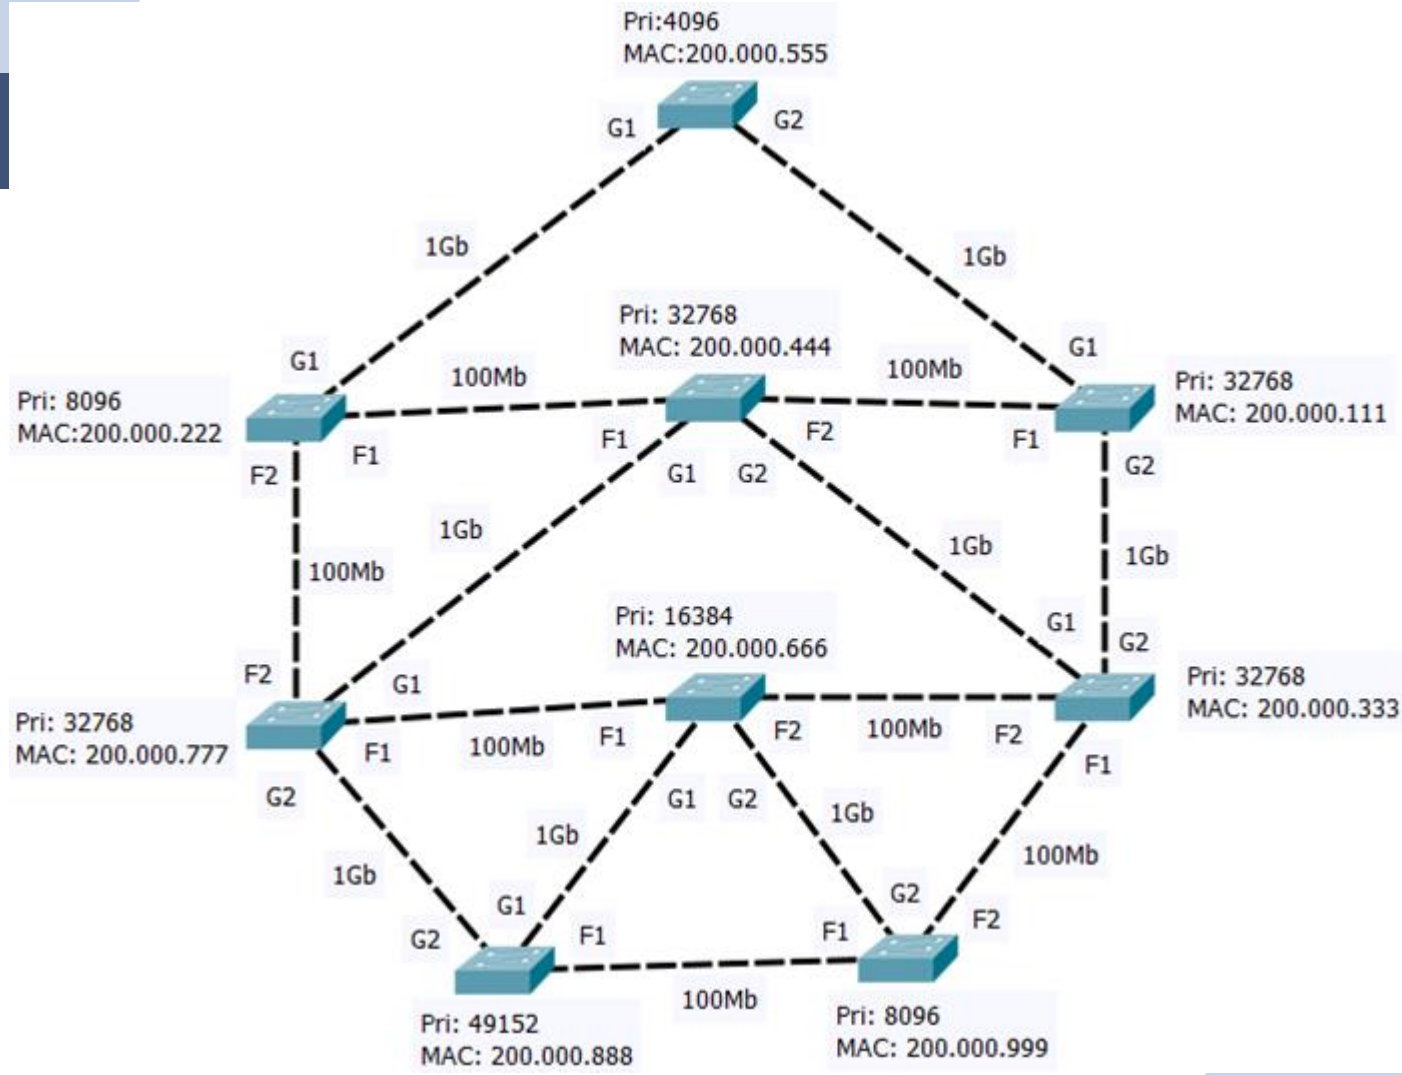 Pri:4096
MAC:200.000.555
G1
G2
1Gb
1Gb
Pri: 32768
MAC: 200.000.444
G1
G1
100Mb
100Mb
Pri: 8096
MAC:200.000.222
Pri: 32768
MAC: 200.000.111
F1
F1
F2
F1
F2
G1
G2
G2
1Gb
1Gb
1Gb
100Mb
Pri: 16384
MAC: 200.000.666
G1
G2
F2
G1
Pri: 32768
MAC: 200.000.777
Pri: 32768
MAC: 200.000.333
F1
100Mb
F1
F2
100Mb
F2
F1
G2
G1
G2
1Gb
1Gb
1Gb
100Mb
G1
G2
G2
F1
F1
F2
100Mb
Pri: 49152
MAC: 200.000.888
Pri: 8096
MAC: 200.000.999